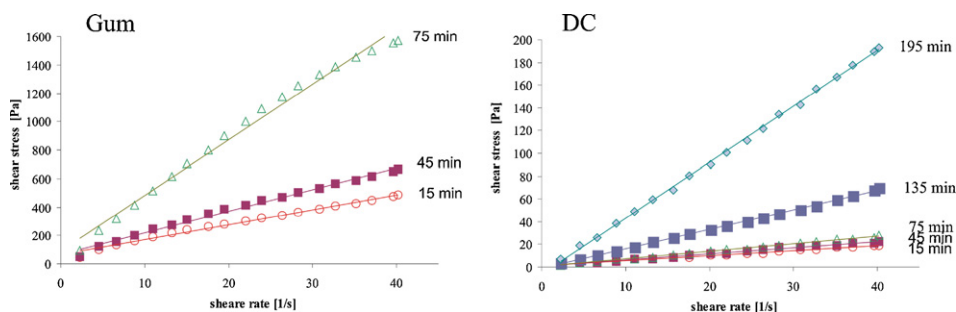 Gum
1600
1400
1200
1000
800
600
400
200
0
shear stress [Pa]
75 min
45 min
15 min
0
10
20
30
40
50
sheare rate [1/s]
DC
200
180
160
140
120
100
80
60
40
20
0
shear stress [Pa]
195 min
135 min
75 min
45 min
15 min
0
10
20
30
40
50
sheare rate [1/s]